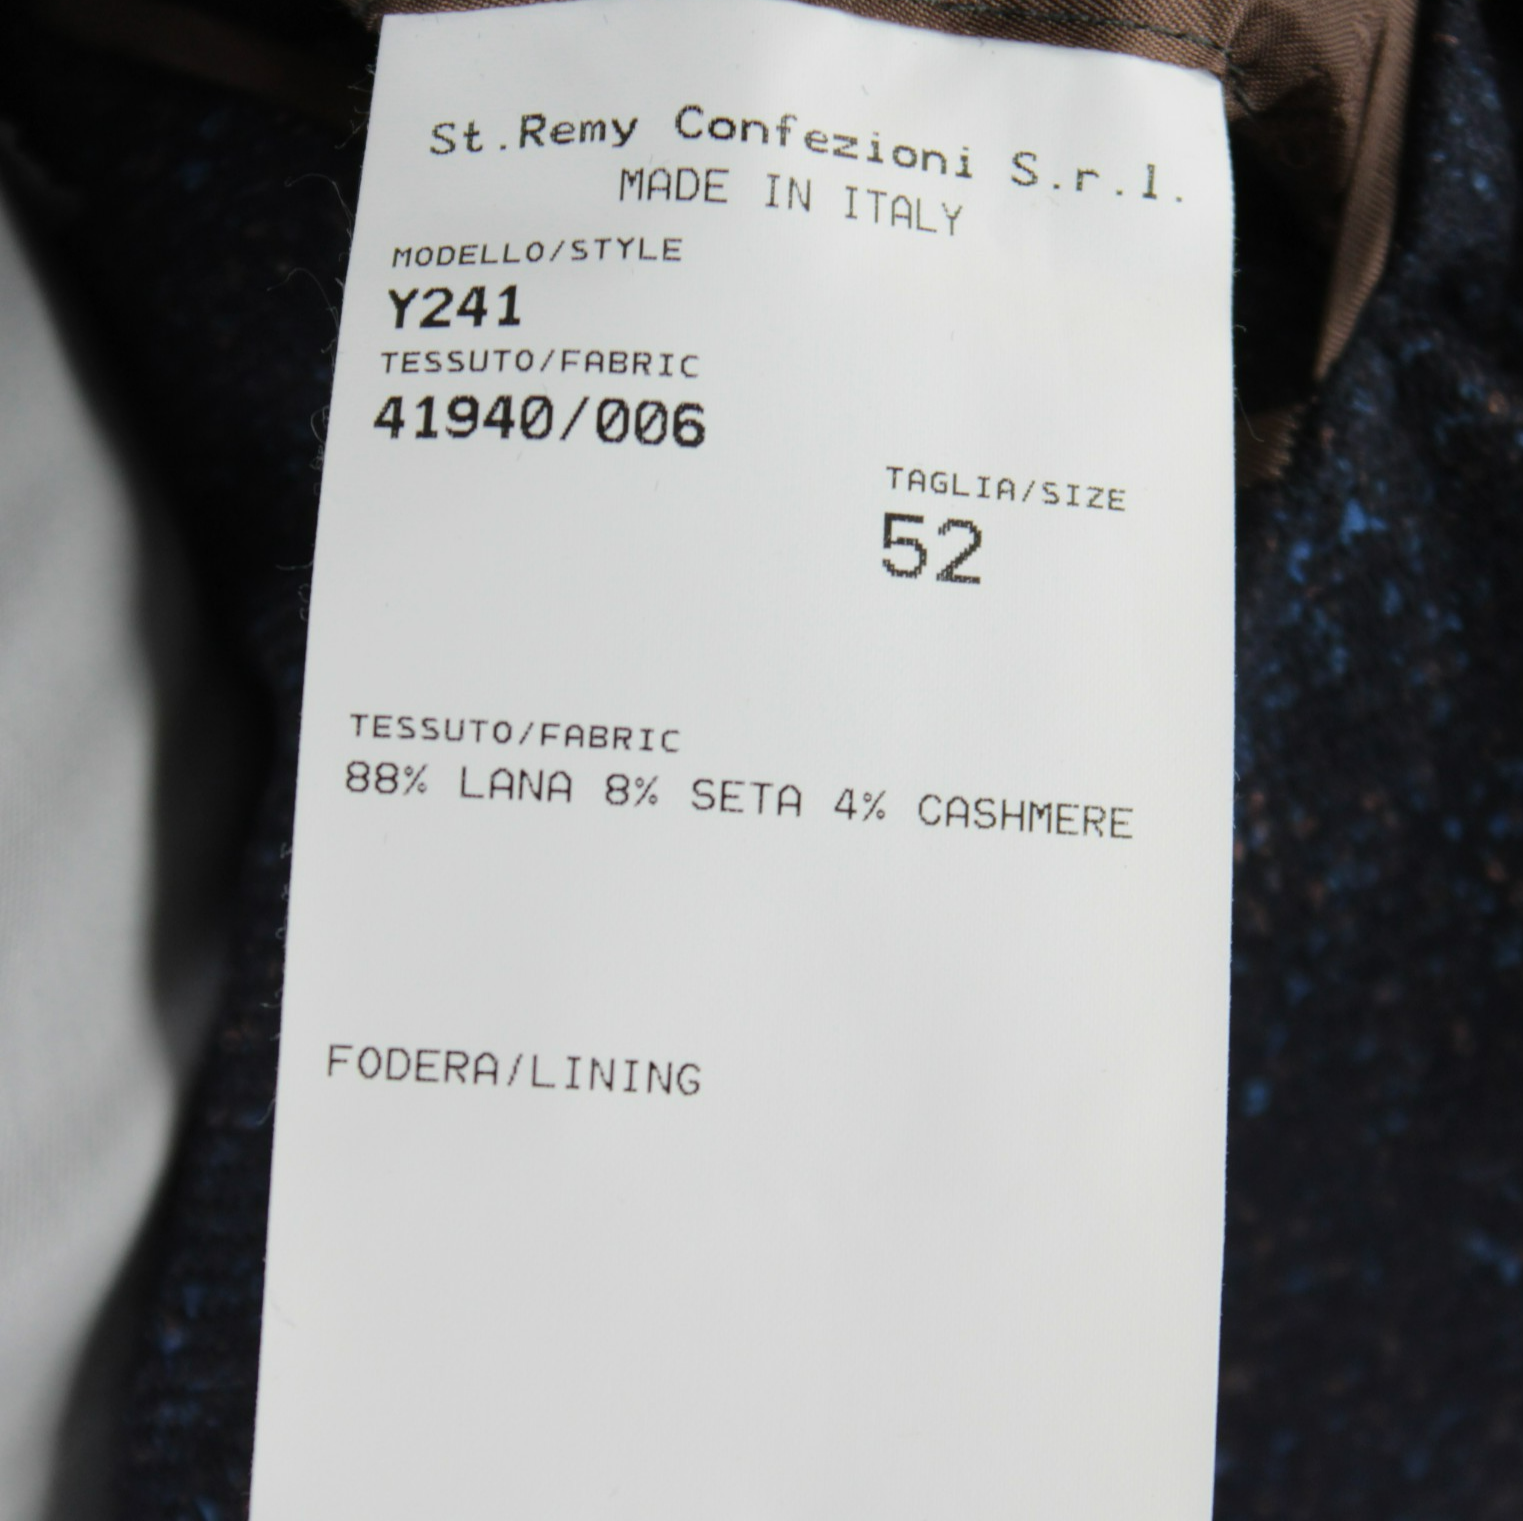 St.Remy Confezioni S.r.l.
MADE IN ITALY
MODELLO/STYLE
Y241
TESSUTO/FABRIC
41940/006
TAGLIA/SIZE
52
TESSUTO/FABRIC
88% LANA 8% SETA 4% CASHMERE
FODERA/LINING